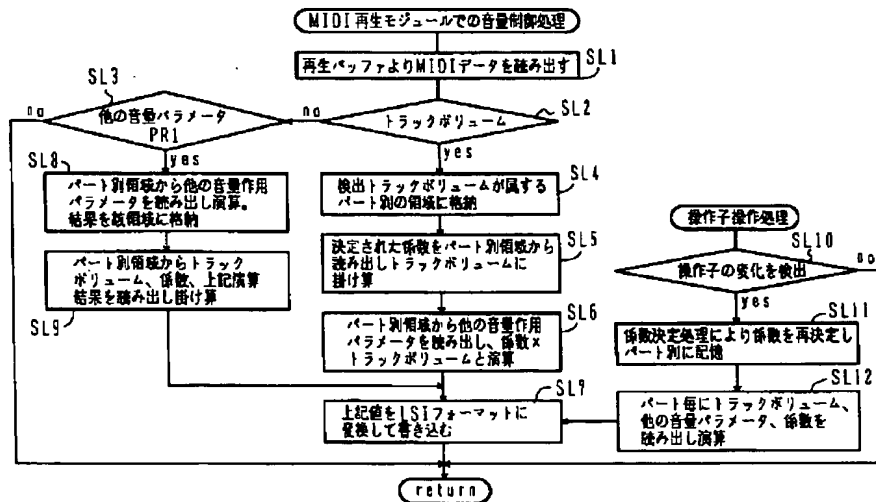 MIDI再生モジュールでの音量制御処理
SL1
再生バッファよりMIDIデータを読み出す
SL2
トラックボリューム
no
yes
SL3
他の音量パラメータ
PR1
no
yes
SL8
パート別領域から他の音量作用
パラメータを読み出し演算。
結果を該領域に格納
パート別領域からトラック
ボリューム、係数、上記演算
結果を読み出し掛け算
SL9
SL4
検出トラックボリュームが属する
パート別の領域に格納
SL5
決定された係数をパート別領域から
読み出しトラックボリュームに
掛け算
SL6
パート別領域から他の音量作用
パラメータを読み出し、係数×
トラックボリュームと演算
操作子操作処理
SL10
操作子の変化を検出
no
yes
SL11
係数決定処理により係数を再決定し
パート別に記憶
SL12
パート毎にトラックボリューム、
他の音量パラメータ、係数を
読み出し演算
上記値をLSIフォーマットに
変換して書き込む
return